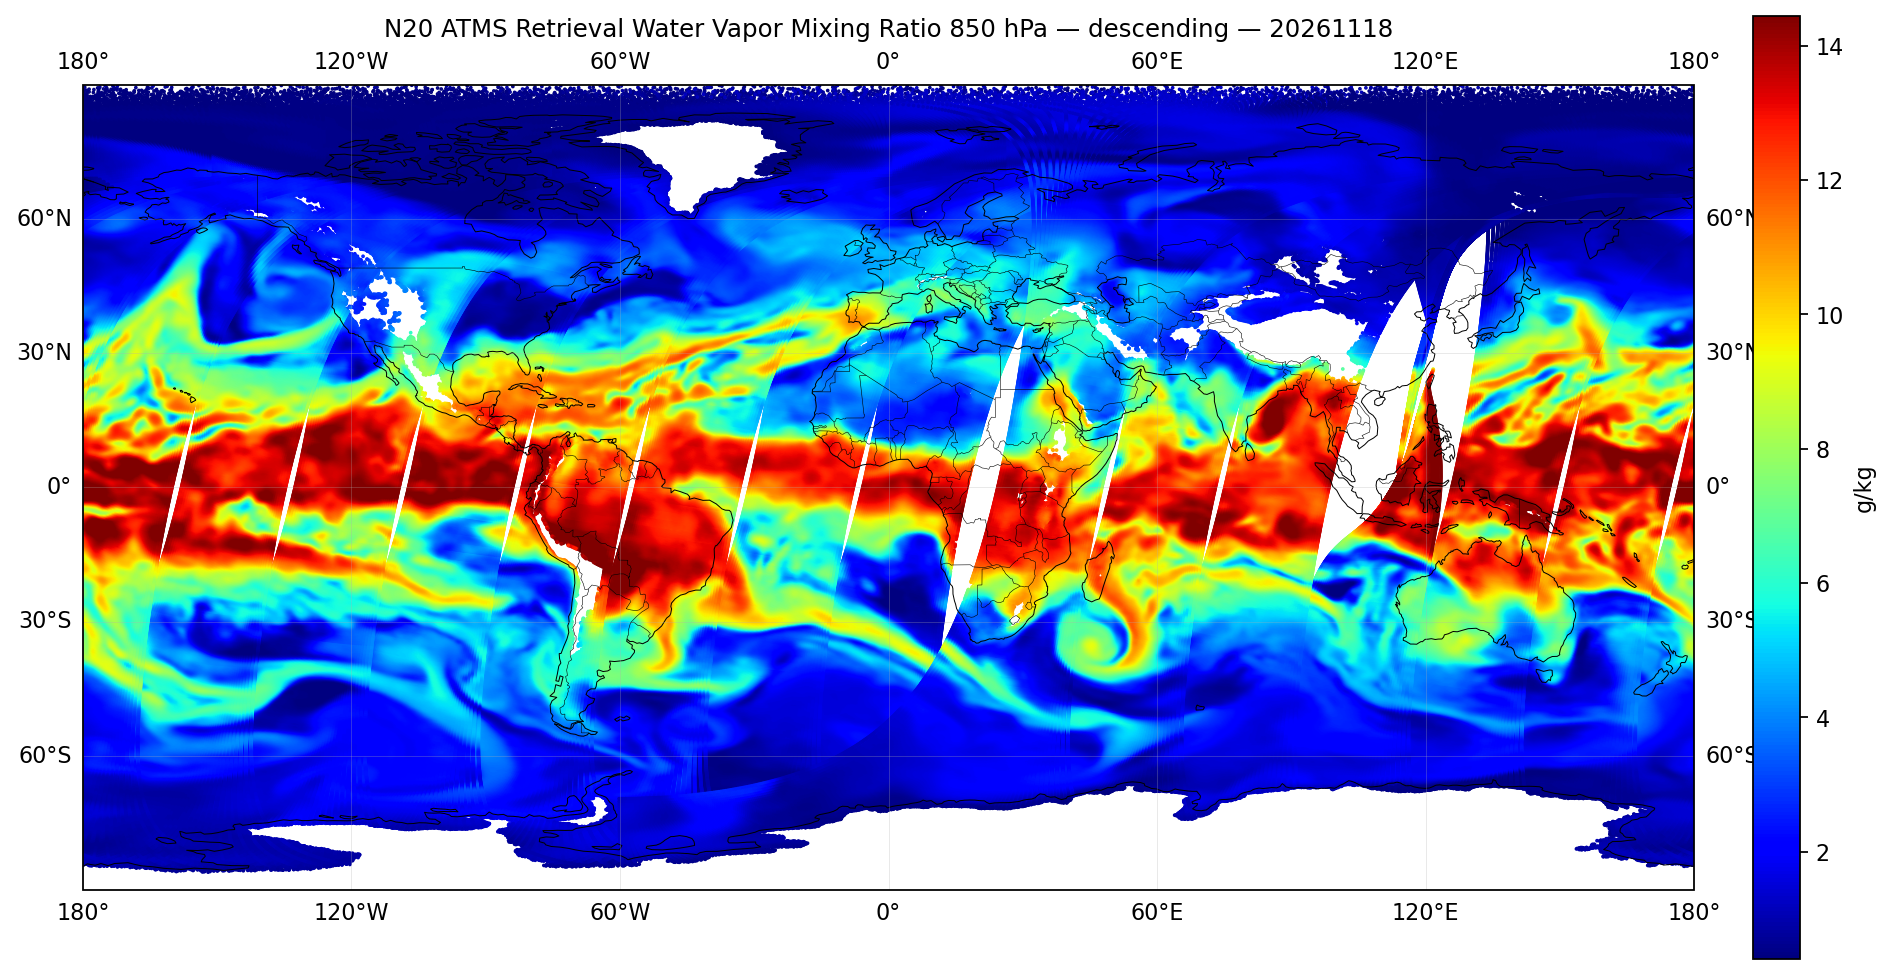 N20 ATMS Retrieval Water Vapor Mixing Ratio 850 hPa — descending — 20261118
180° 120°W 60°W 0° 60°E 120°E 180°
60°N 60°N
30°N 30°N
0° 0°
30°S 30°S
60°S 60°S
180° 120°W 60°W 0° 60°E 120°E 180°
14
12
10
8
6
4
2
g/kg